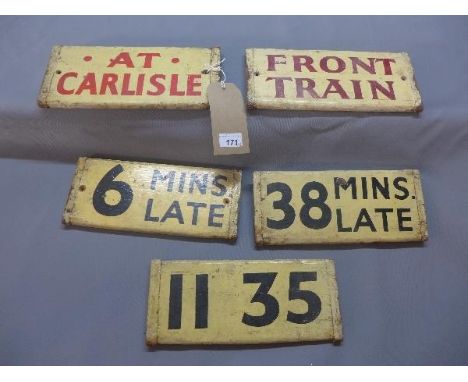 · AT ·
CARLISLE
FRONT
TRAIN
171
6 MINS
LATE
38 MINS.
LATE
11 35